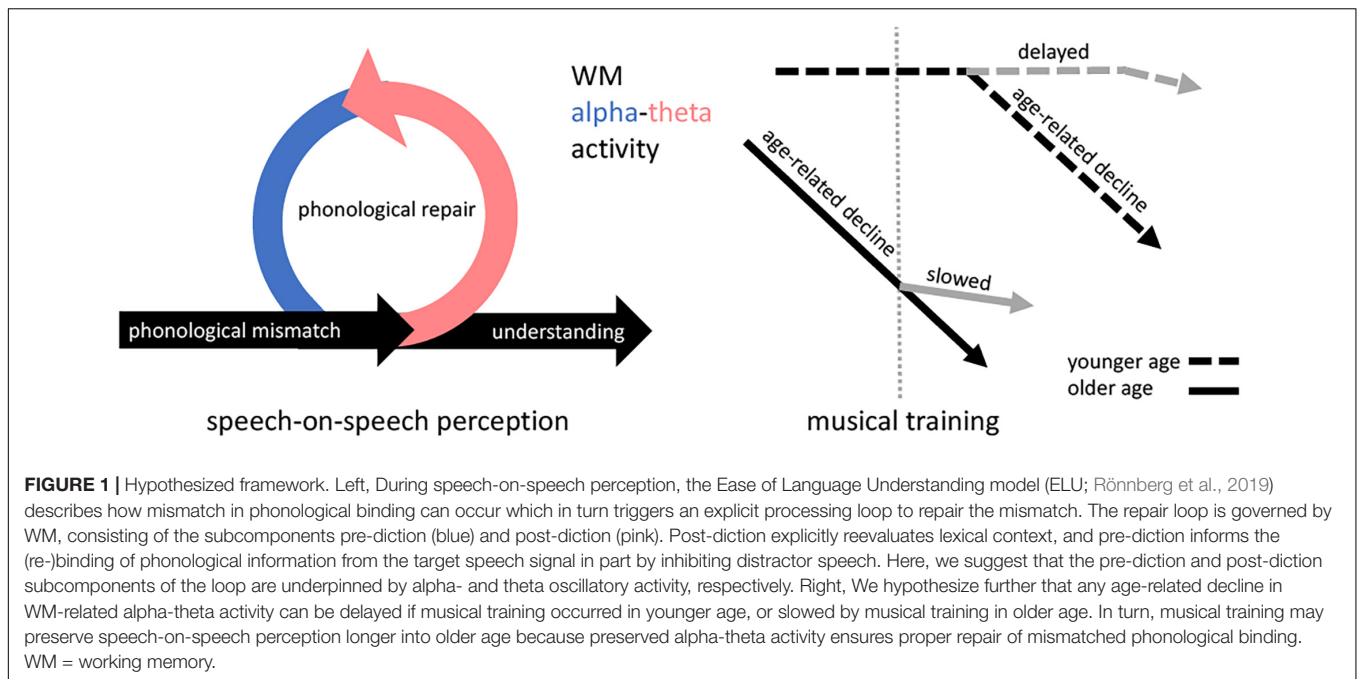 WM
alpha-theta
activity
phonological repair
phonological mismatch
understanding
speech-on-speech perception
delayed
age-related decline
age-related decline
slowed
younger age
older age
musical training
FIGURE 1 | Hypothesized framework. Left, During speech-on-speech perception, the Ease of Language Understanding model (ELU; Rönnberg et al., 2019)
describes how mismatch in phonological binding can occur which in turn triggers an explicit processing loop to repair the mismatch. The repair loop is governed by
WM, consisting of the subcomponents pre-diction (blue) and post-diction (pink). Post-diction explicitly reevaluates lexical context, and pre-diction informs the
(re-)binding of phonological information from the target speech signal in part by inhibiting distractor speech. Here, we suggest that the pre-diction and post-diction
subcomponents of the loop are underpinned by alpha- and theta oscillatory activity, respectively. Right, We hypothesize further that any age-related decline in
WM-related alpha-theta activity can be delayed if musical training occurred in younger age, or slowed by musical training in older age. In turn, musical training may
preserve speech-on-speech perception longer into older age because preserved alpha-theta activity ensures proper repair of mismatched phonological binding.
WM = working memory.